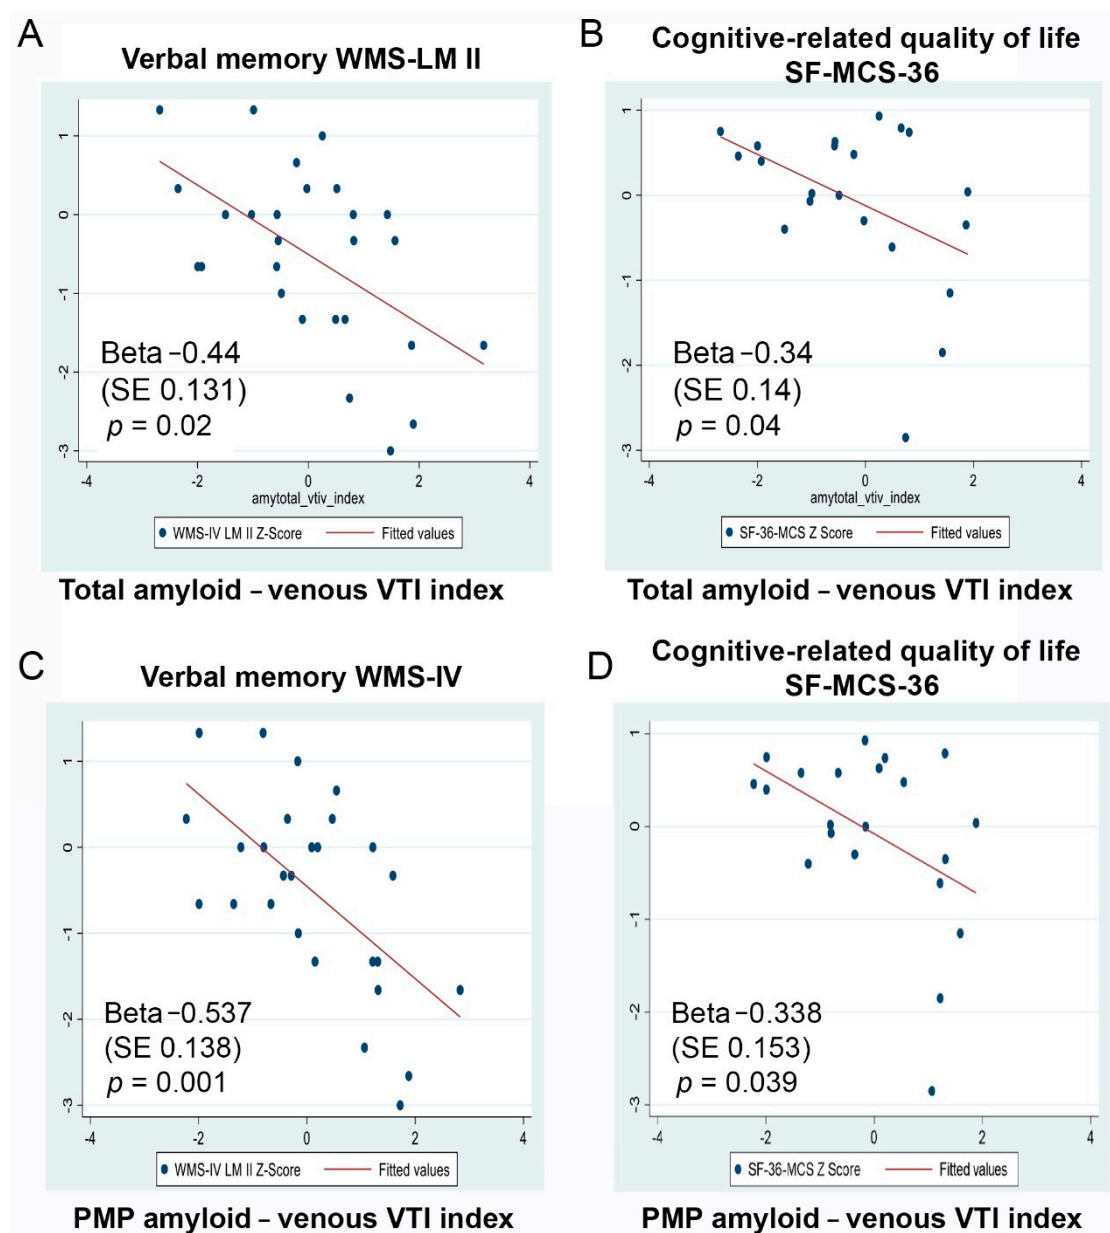 A
Verbal memory WMS-LM II
1
0
-1
-2
-3
Beta −0.44
(SE 0.131)
p = 0.02
-4 -2 0 2 4
amytotal_vtiv_index
WMS-IV LM II Z-Score Fitted values
Total amyloid – venous VTI index
B
Cognitive-related quality of life
SF-MCS-36
1
0
-1
-2
-3
Beta −0.34
(SE 0.14)
p = 0.04
-4 -2 0 2 4
amytotal_vtiv_index
SF-36-MCS Z Score Fitted values
Total amyloid – venous VTI index
C
Verbal memory WMS-IV
1
0
-1
-2
-3
Beta −0.537
(SE 0.138)
p = 0.001
-4 -2 0 2 4
WMS-IV LM II Z-Score Fitted values
PMP amyloid – venous VTI index
D
Cognitive-related quality of life
SF-MCS-36
1
0
-1
-2
-3
Beta −0.338
(SE 0.153)
p = 0.039
-4 -2 0 2 4
SF-36-MCS Z Score Fitted values
PMP amyloid – venous VTI index